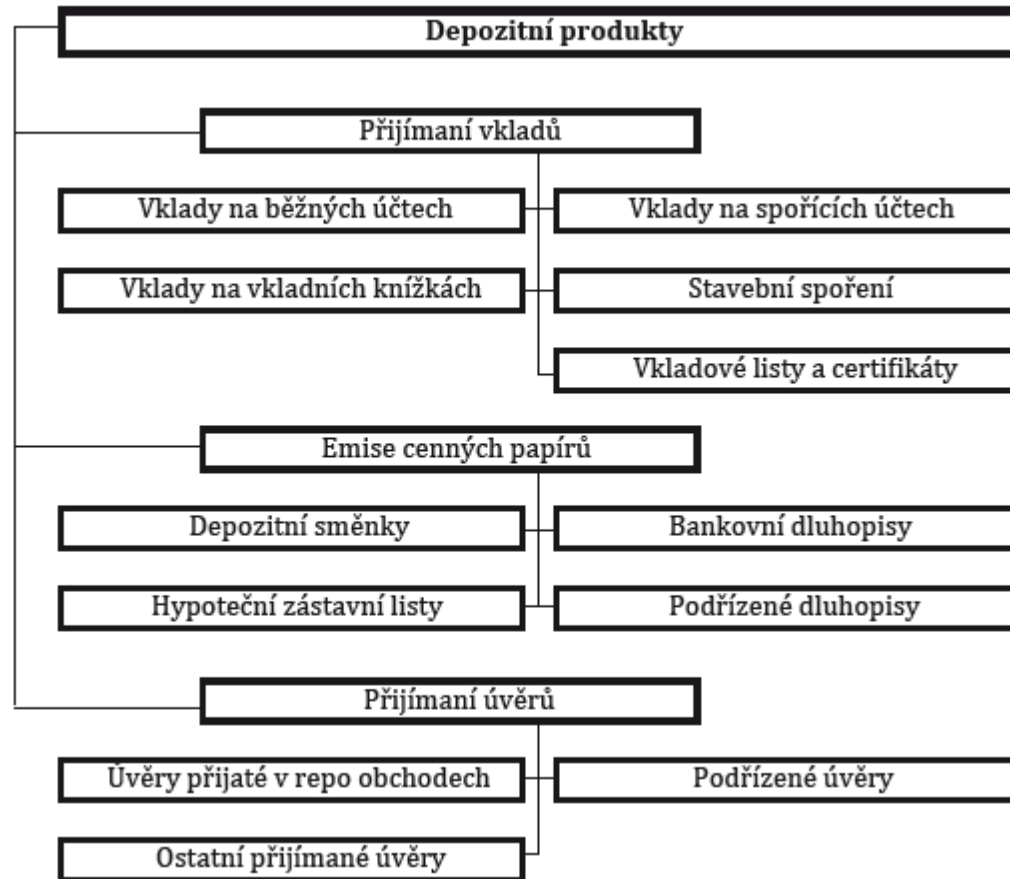 Depozitní produkty
Přijímaní vkladů
Vklady na běžných účtech
Vklady na spořících účtech
Vklady na vkladních knížkách
Stavební spoření
Vkladové listy a certifikáty
Emise cenných papírů
Depozitní směnky
Bankovní dluhopisy
Hypoteční zástavní listy
Podřízené dluhopisy
Přijímaní úvěrů
Úvěry přijaté v repo obchodech
Podřízené úvěry
Ostatní přijímané úvěry